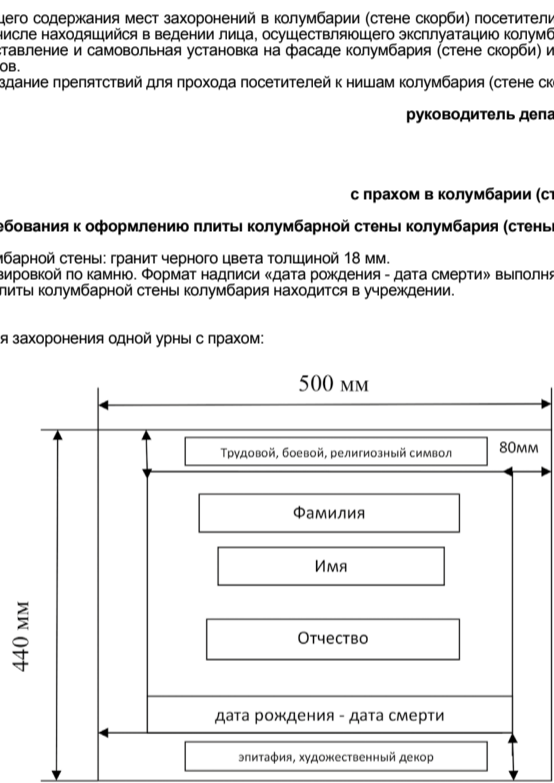 щего содержания мест захоронений в колумбарии (стене скорби) посетители
числе находящийся в ведении лица, осуществляющего эксплуатацию колумб
ставление и самовольная установка на фасаде колумбария (стене скорби) и
ов.
здание препятствий для прохода посетителей к нишам колумбария (стене ско
руководитель депа
с прахом в колумбарии (ст
ебования к оформлению плиты колумбарной стены колумбария (стены
мбарной стены: гранит черного цвета толщиной 18 мм.
вировкой по камню. Формат надписи «дата рождения - дата смерти» выполня
плиты колумбарной стены колумбария находится в учреждении.
я захоронения одной урны с прахом:
500 мм
Трудовой, боевой, религиозный символ
80мм
Фамилия
Имя
440 мм
Отчество
дата рождения - дата смерти
эпитафия, художественный декор